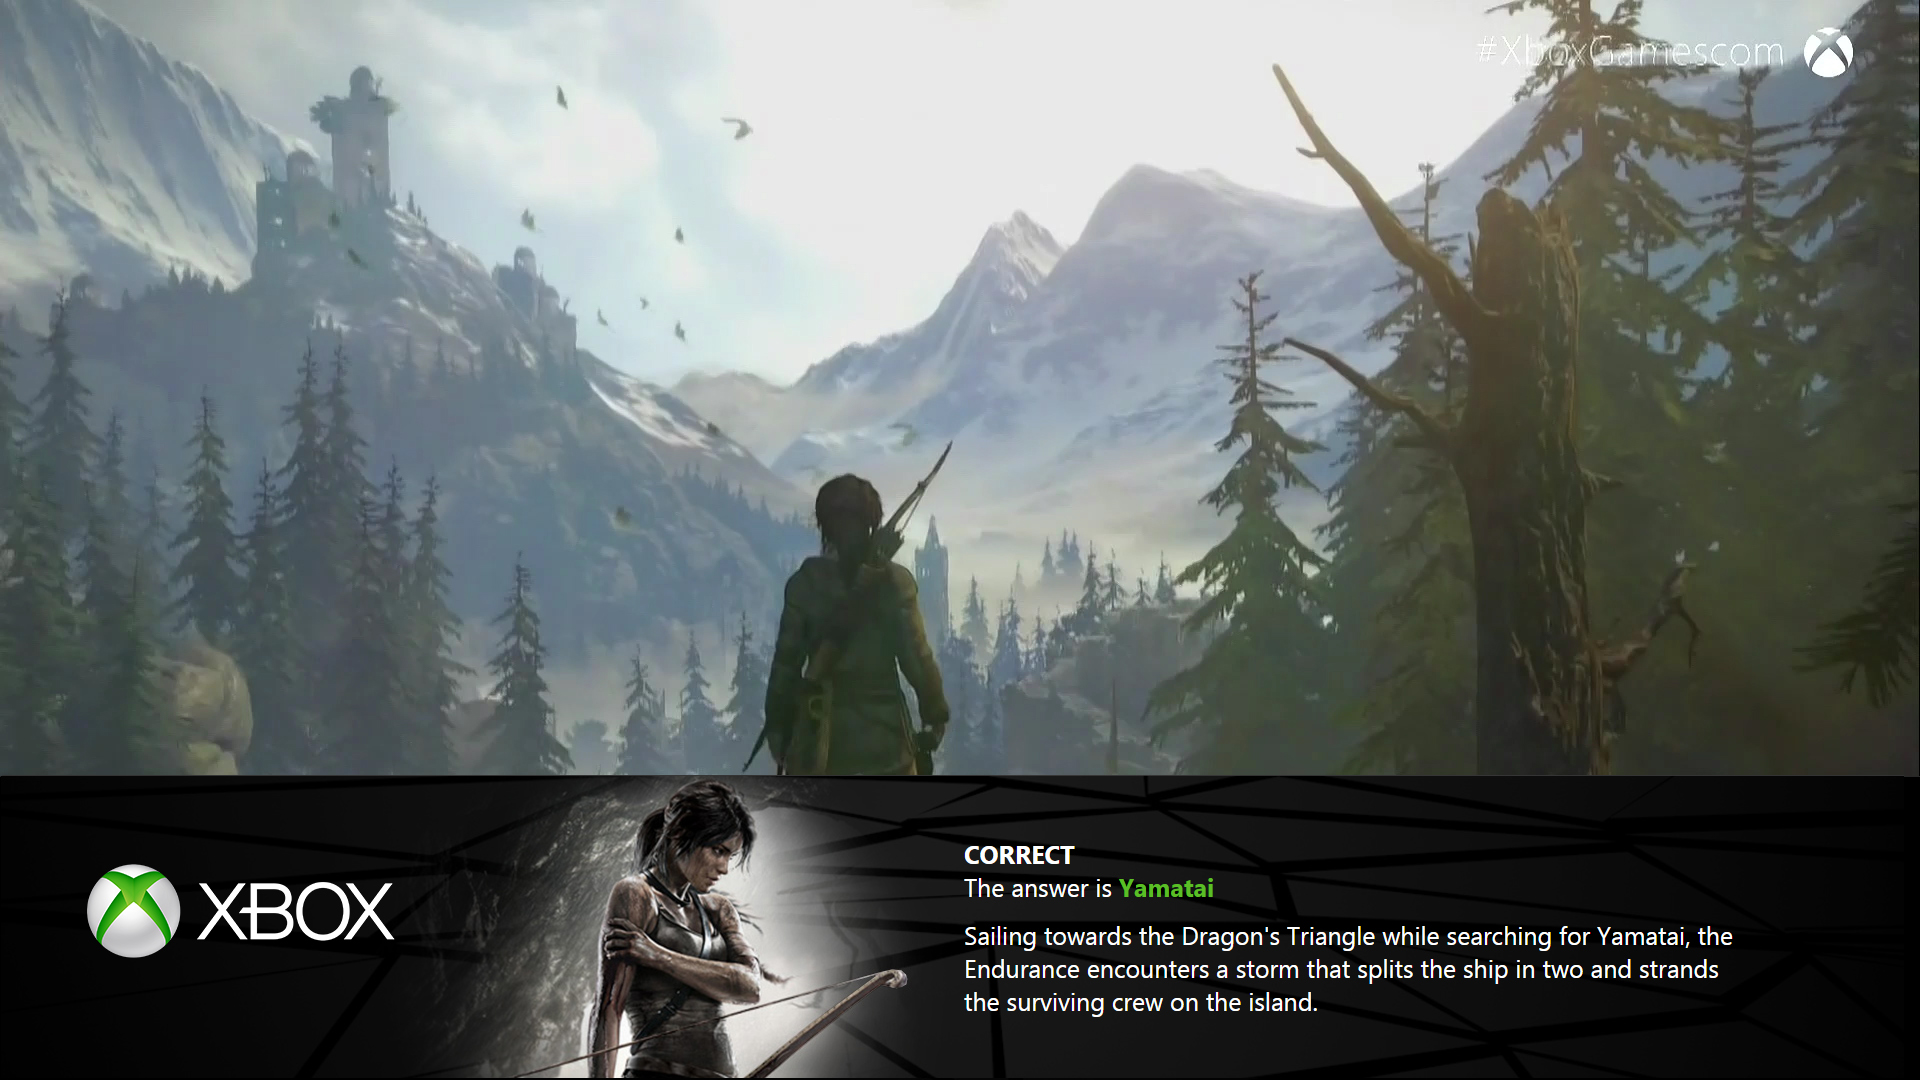 #XboxGamescom
XBOX
CORRECT
The answer is Yamatai
Sailing towards the Dragon's Triangle while searching for Yamatai, the
Endurance encounters a storm that splits the ship in two and strands
the surviving crew on the island.